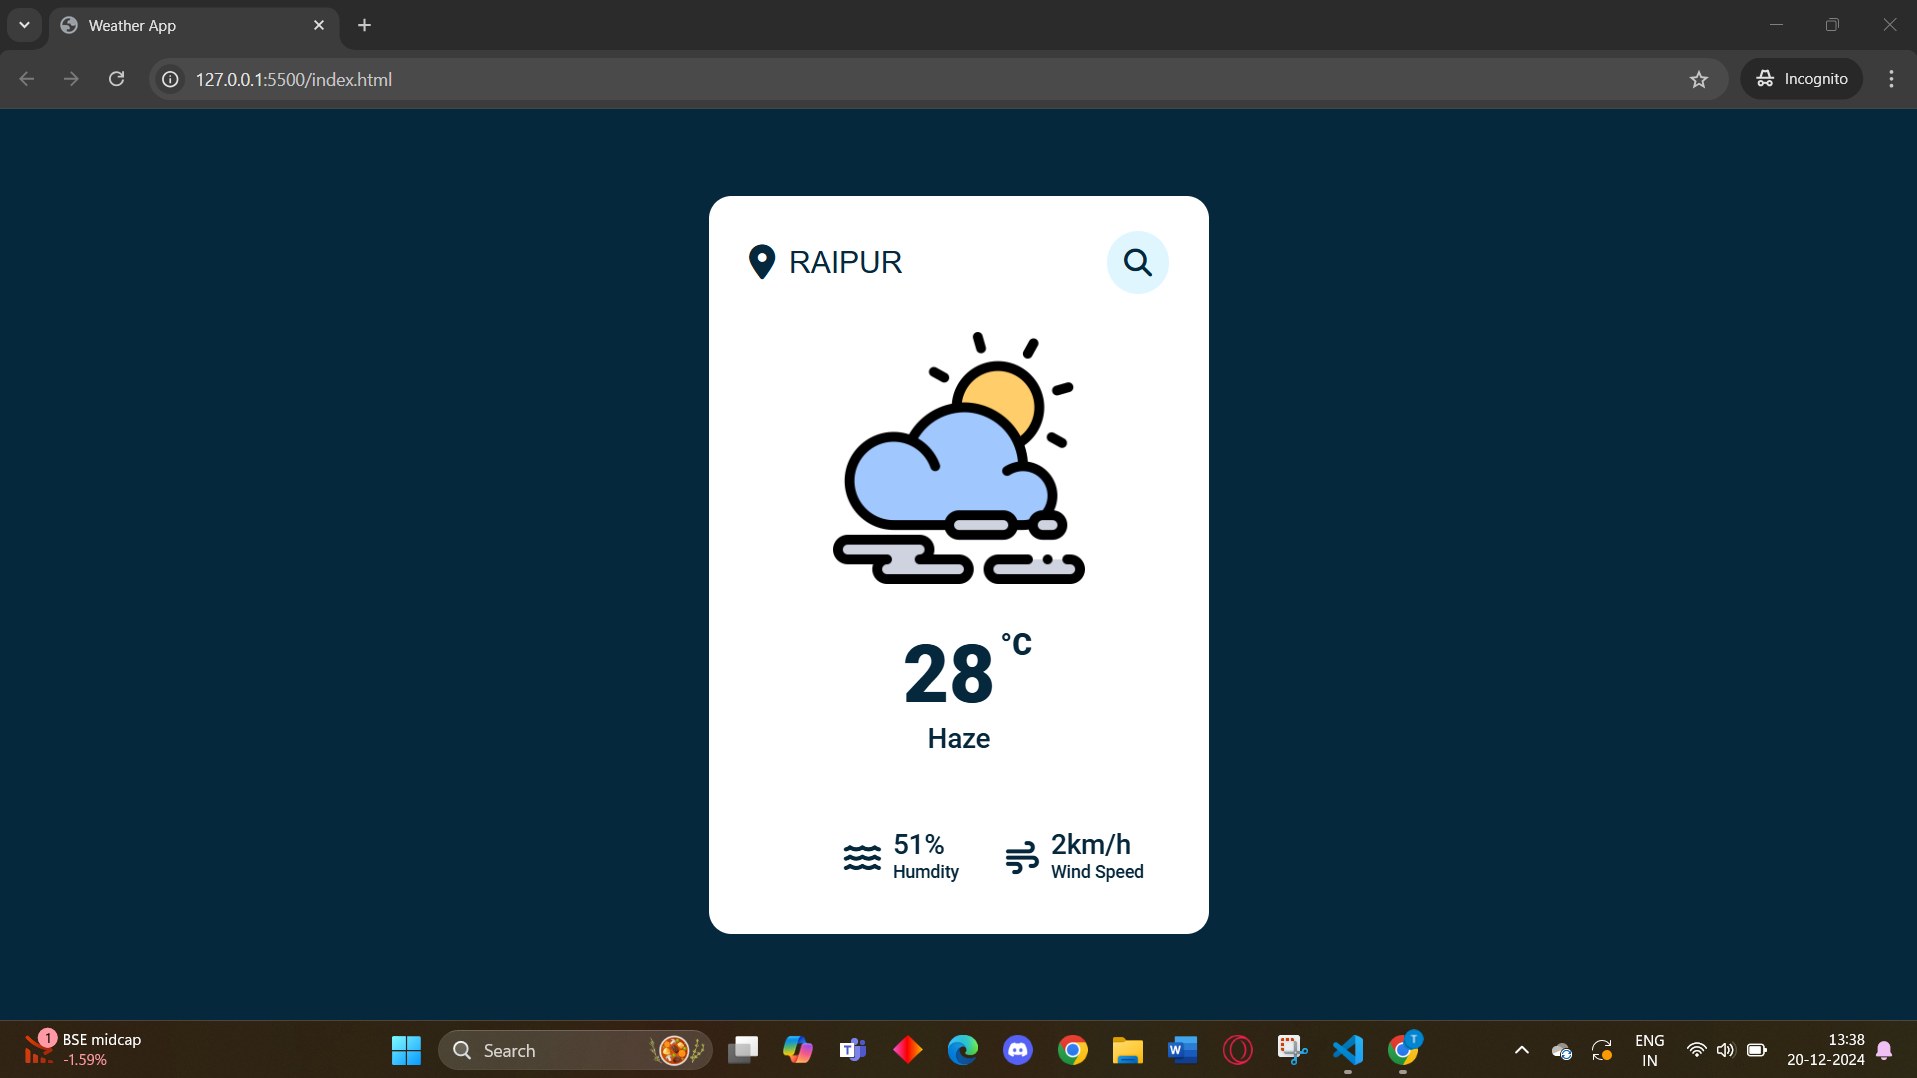 Weather App
127.0.0.1:5500/index.html
Incognito
RAIPUR
28 °C
Haze
51%
Humdity
2km/h
Wind Speed
1
BSE midcap
-1.59%
Search
T
W
T
ENG
IN
13:38
20-12-2024